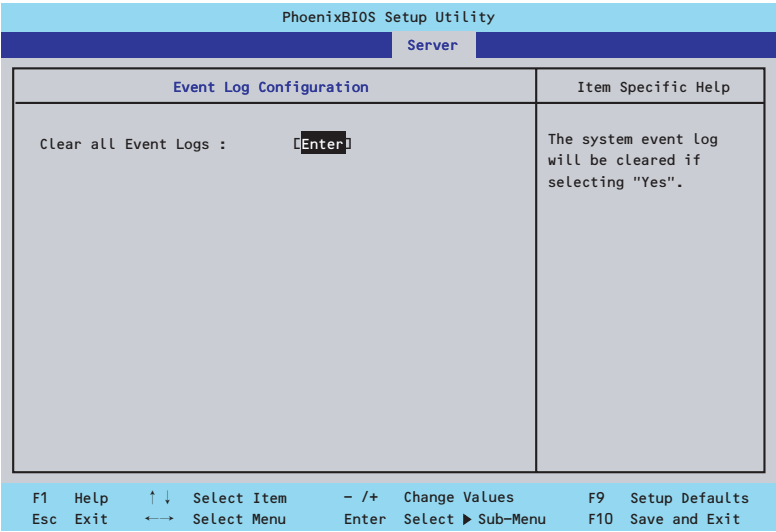 PhoenixBIOS Setup Utility
Server
Event Log Configuration
Item Specific Help
Clear all Event Logs : [Enter]
The system event log
will be cleared if
selecting "Yes".
F1 Help ↑↓ Select Item - /+ Change Values F9 Setup Defaults
Esc Exit ←→ Select Menu Enter Select ▶ Sub-Menu F10 Save and Exit